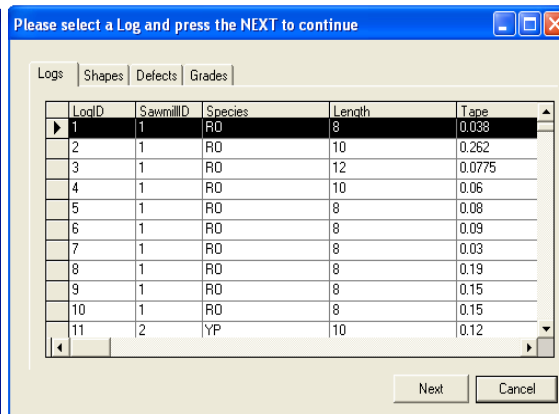 Please select a Log and press the NEXT to continue
Logs Shapes Defects Grades
LogID SawmillID Species Length Tape
1 1 RO 8 0.038
2 1 RO 10 0.262
3 1 RO 12 0.0775
4 1 RO 10 0.06
5 1 RO 8 0.08
6 1 RO 8 0.09
7 1 RO 8 0.03
8 1 RO 8 0.19
9 1 RO 8 0.15
10 1 RO 8 0.15
11 2 YP 10 0.12
Next Cancel